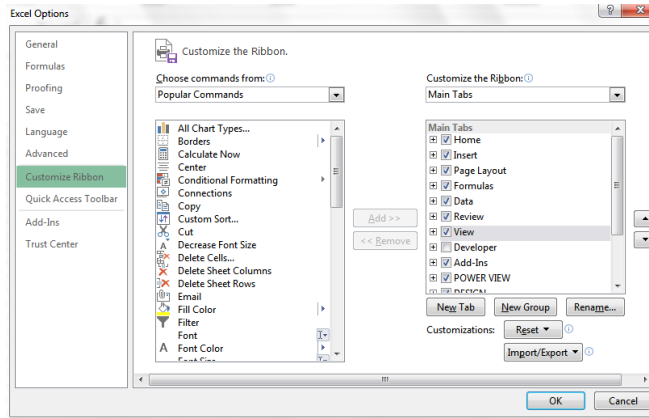 Excel Options
General
Formulas
Proofing
Save
Language
Advanced
Customize Ribbon
Quick Access Toolbar
Add-Ins
Trust Center
Customize the Ribbon.
Choose commands from:
Popular Commands
All Chart Types...
Borders
Calculate Now
Center
Conditional Formatting
Connections
Copy
Custom Sort...
Cut
Decrease Font Size
Delete Cells...
Delete Sheet Columns
Delete Sheet Rows
Email
Fill Color
Filter
Font
Font Color
Font Size
Add >>
<< Remove
Customize the Ribbon:
Main Tabs
Main Tabs
Home
Insert
Page Layout
Formulas
Data
Review
View
Developer
Add-Ins
POWER VIEW
DESIGN
New Tab New Group Rename...
Customizations: Reset
Import/Export
OK Cancel